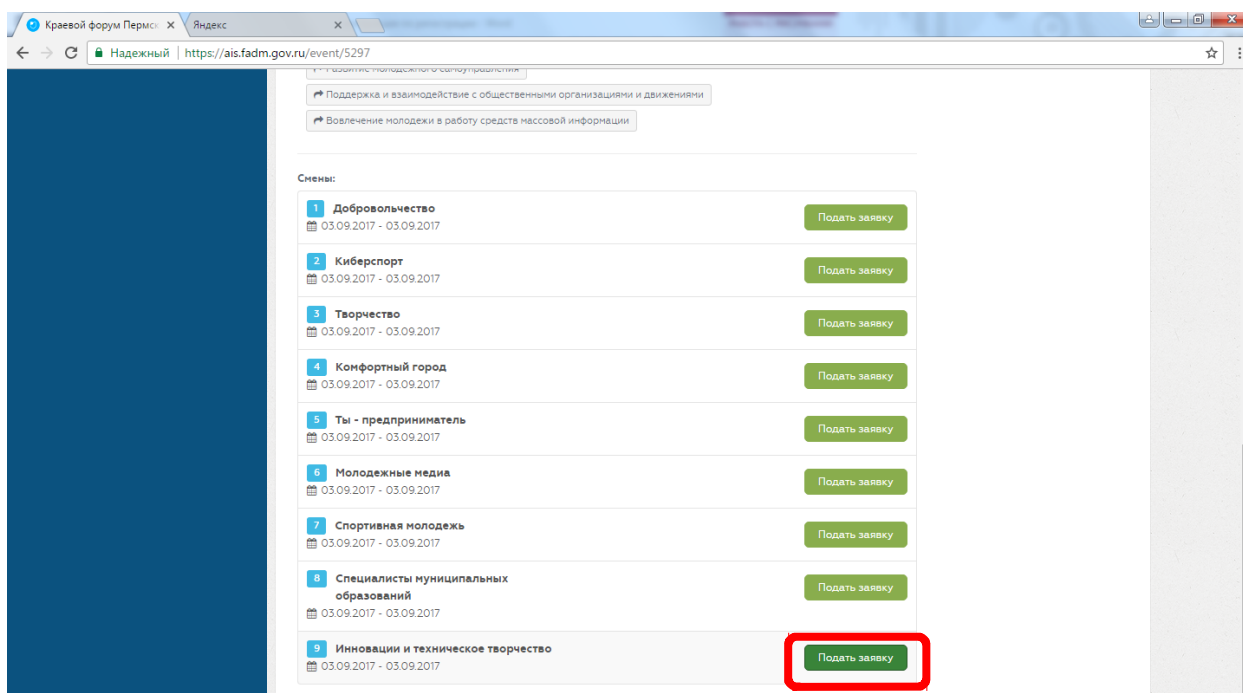 Краевой форум Пермс
Яндекс
Надежный | https://ais.fadm.gov.ru/event/5297
Развитие молодежного самоуправления
Поддержка и взаимодействие с общественными организациями и движениями
Вовлечение молодежи в работу средств массовой информации
Смены:
1 Добровольчество
03.09.2017 - 03.09.2017
Подать заявку
2 Киберспорт
03.09.2017 - 03.09.2017
Подать заявку
3 Творчество
03.09.2017 - 03.09.2017
Подать заявку
4 Комфортный город
03.09.2017 - 03.09.2017
Подать заявку
5 Ты - предприниматель
03.09.2017 - 03.09.2017
Подать заявку
6 Молодежные медиа
03.09.2017 - 03.09.2017
Подать заявку
7 Спортивная молодежь
03.09.2017 - 03.09.2017
Подать заявку
8 Специалисты муниципальных
образований
03.09.2017 - 03.09.2017
Подать заявку
9 Инновации и техническое творчество
03.09.2017 - 03.09.2017
Подать заявку